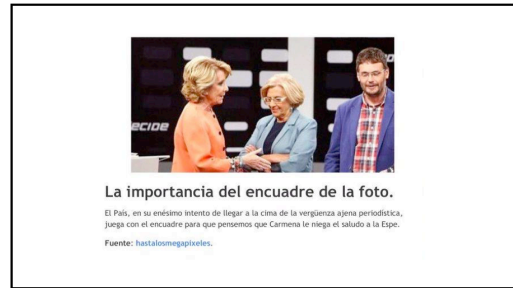 ECIDE
La importancia del encuadre de la foto.
El País, en su enésimo intento de llegar a la cima de la vergüenza ajena periodística,
juega con el encuadre para que pensemos que Carmena le niega el saludo a la Espe.
Fuente: hastalosmegapixeles.